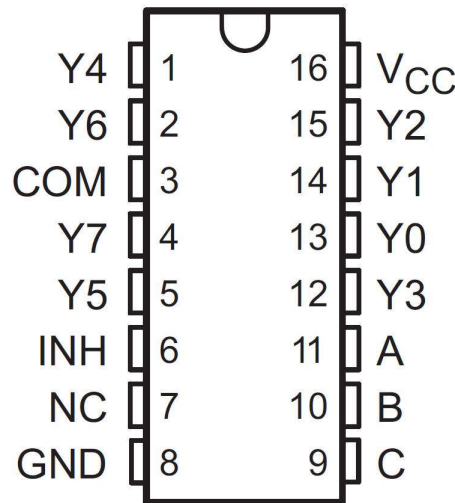 Y4 1 16 VCC
Y6 2 15 Y2
COM 3 14 Y1
Y7 4 13 Y0
Y5 5 12 Y3
INH 6 11 A
NC 7 10 B
GND 8 9 C